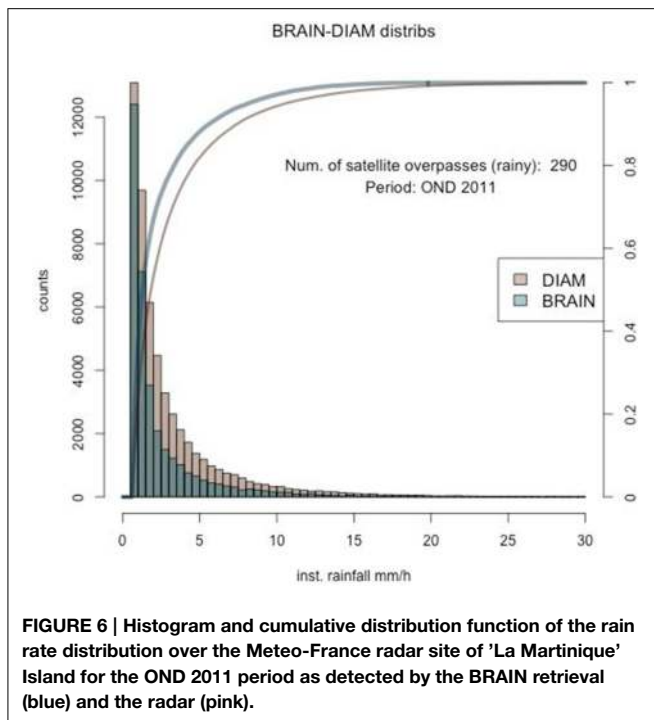 BRAIN-DIAM distribs
Num. of satellite overpasses (rainy): 290
Period: OND 2011
DIAM
BRAIN
counts
0
2000
4000
6000
8000
10000
12000
0
0.2
0.4
0.6
0.8
1
0 5 10 15 20 25 30
inst. rainfall mm/h
FIGURE 6 | Histogram and cumulative distribution function of the rain
rate distribution over the Meteo-France radar site of ’La Martinique’
Island for the OND 2011 period as detected by the BRAIN retrieval
(blue) and the radar (pink).